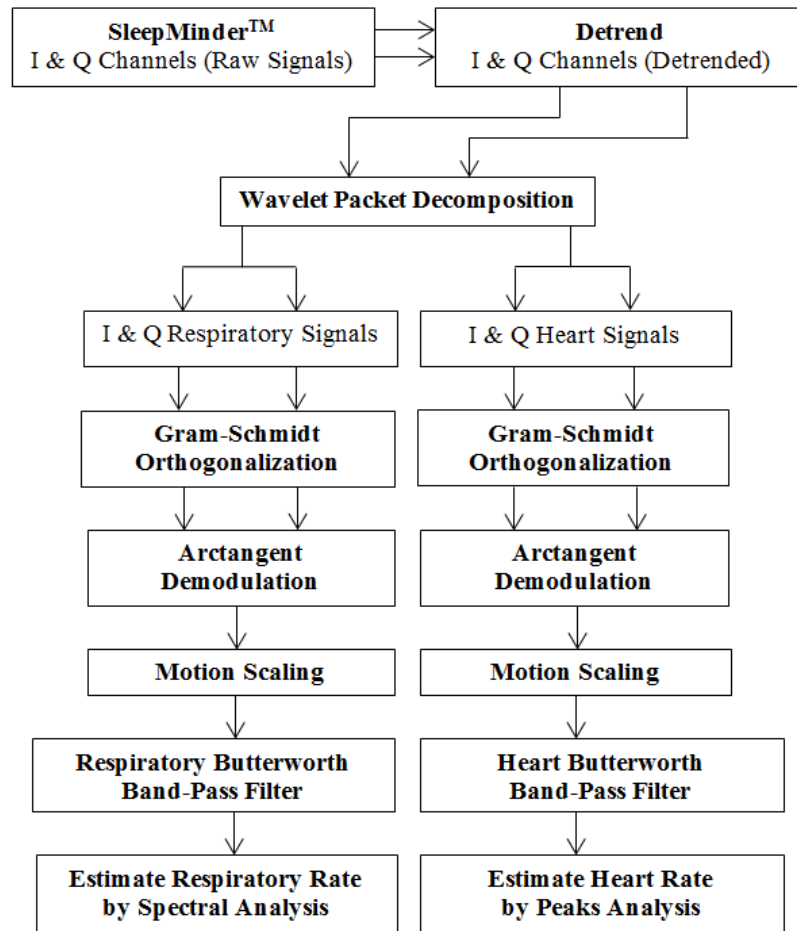 SleepMinder™
I & Q Channels (Raw Signals)
Detrend
I & Q Channels (Detrended)
Wavelet Packet Decomposition
I & Q Respiratory Signals
I & Q Heart Signals
Gram-Schmidt
Orthogonalization
Gram-Schmidt
Orthogonalization
Arctangent
Demodulation
Arctangent
Demodulation
Motion Scaling
Motion Scaling
Respiratory Butterworth
Band-Pass Filter
Heart Butterworth
Band-Pass Filter
Estimate Respiratory Rate
by Spectral Analysis
Estimate Heart Rate
by Peaks Analysis